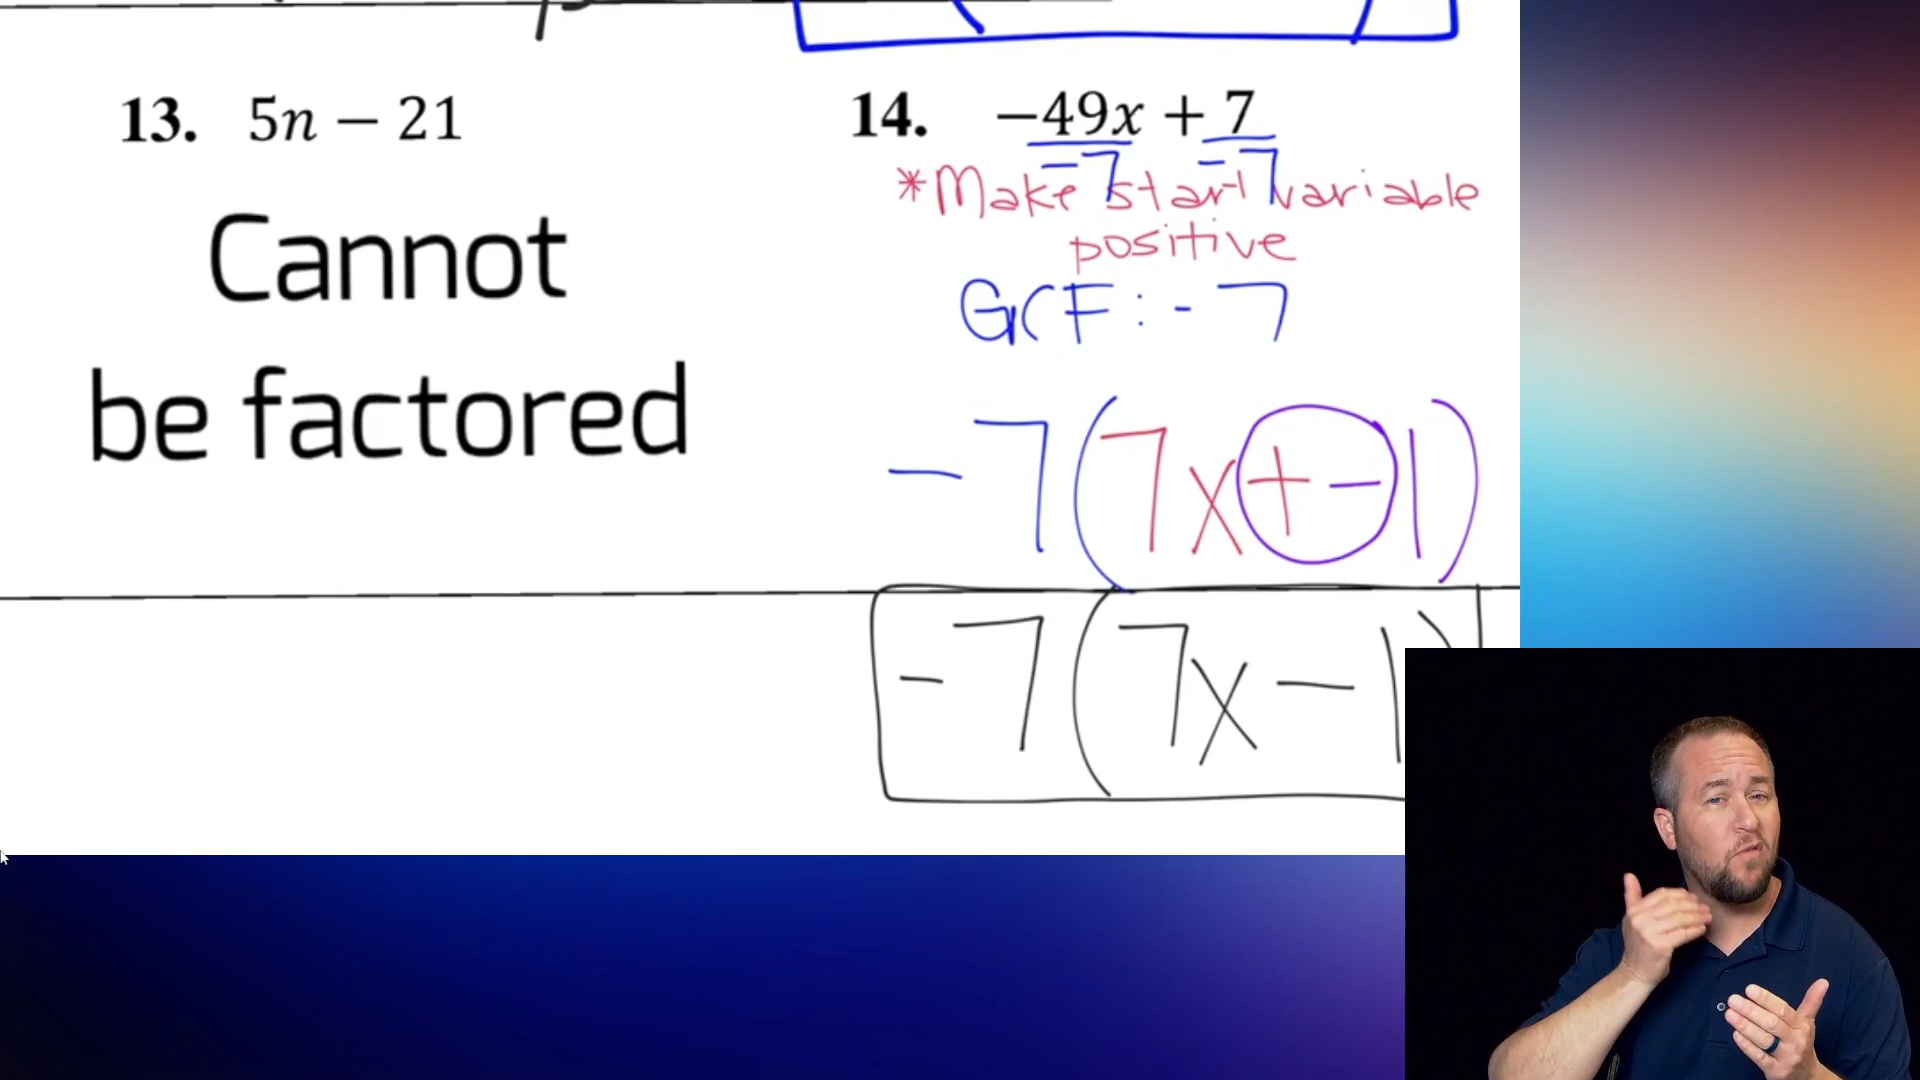 13. 5n − 21
Cannot
be factored
14. −49x + 7
−7 −7
*Make start variable
positive
GCF: -7
−7(7x+−1)
−7(7x−1)